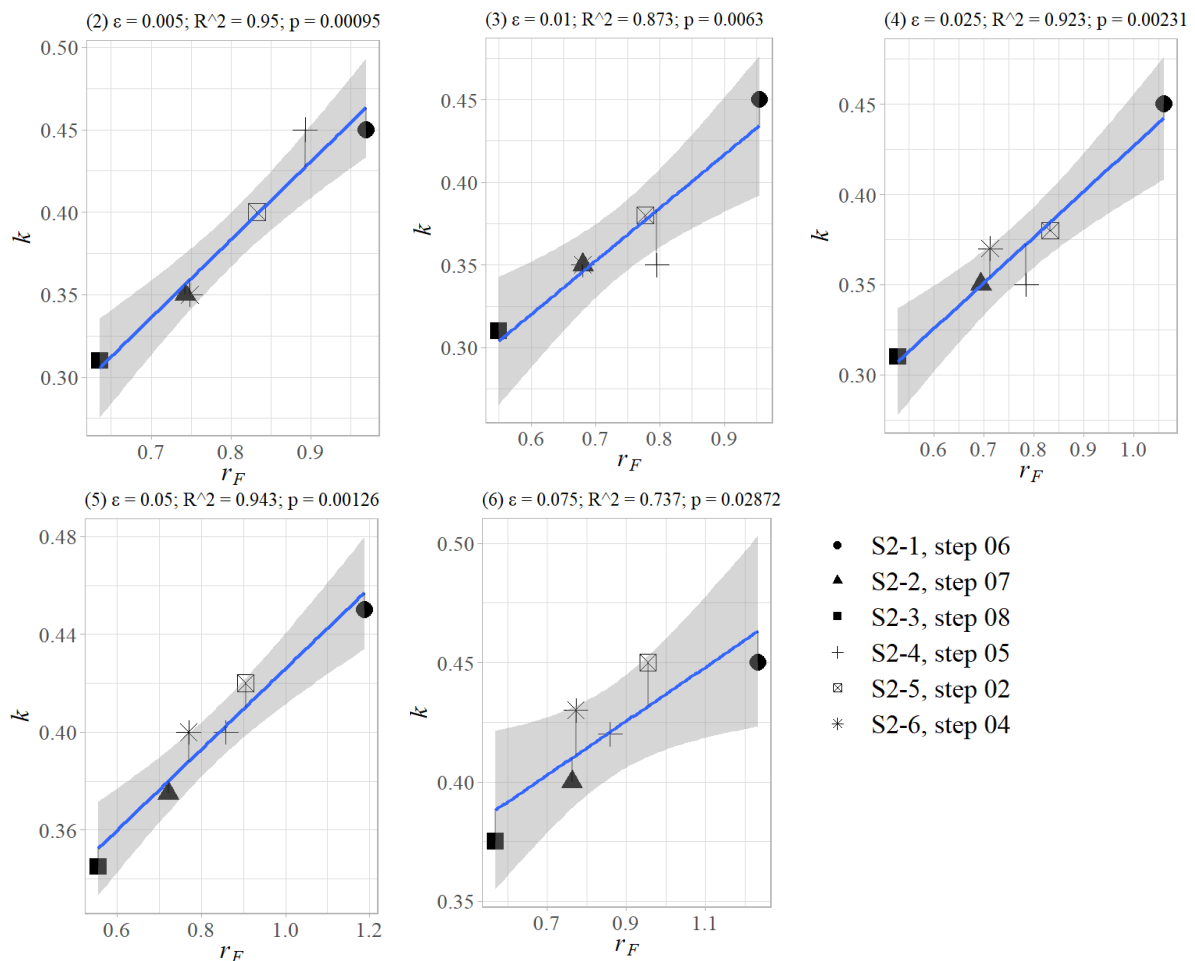 (2) ε = 0.005; R^2 = 0.95; p = 0.00095
(3) ε = 0.01; R^2 = 0.873; p = 0.0063
(4) ε = 0.025; R^2 = 0.923; p = 0.00231
0.50
0.45
0.40
0.35
0.30
k
0.7
0.8
0.9
r_F
0.45
0.40
0.35
0.30
k
0.6
0.7
0.8
0.9
r_F
0.45
0.40
0.35
0.30
k
0.6
0.7
0.8
0.9
1.0
r_F
(5) ε = 0.05; R^2 = 0.943; p = 0.00126
(6) ε = 0.075; R^2 = 0.737; p = 0.02872
0.48
0.44
0.40
0.36
k
0.6
0.8
1.0
1.2
r_F
0.50
0.45
0.40
0.35
k
0.7
0.9
1.1
r_F
S2-1, step 06
S2-2, step 07
S2-3, step 08
S2-4, step 05
S2-5, step 02
S2-6, step 04